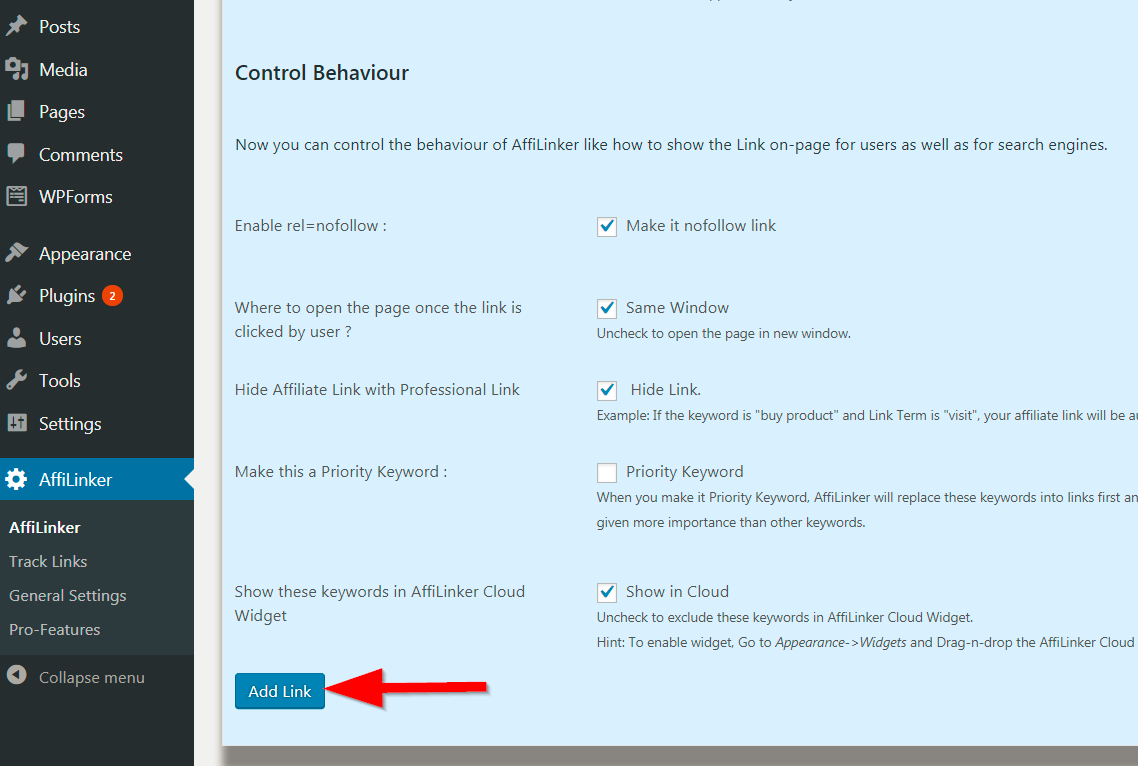 Posts
Media
Pages
Comments
WPForms
Appearance
Plugins 2
Users
Tools
Settings
AffiLinker
AffiLinker
Track Links
General Settings
Pro-Features
Collapse menu
Control Behaviour
Now you can control the behaviour of AffiLinker like how to show the Link on-page for users as well as for search engines.
Enable rel=nofollow :
Make it nofollow link
Where to open the page once the link is
clicked by user ?
Same Window
Uncheck to open the page in new window.
Hide Affiliate Link with Professional Link
Hide Link.
Example: If the keyword is "buy product" and Link Term is "visit", your affiliate link will be
Make this a Priority Keyword :
Priority Keyword
When you make it Priority Keyword, AffiLinker will replace these keywords into links first
given more importance than other keywords.
Show these keywords in AffiLinker Cloud
Widget
Show in Cloud
Uncheck to exclude these keywords in AffiLinker Cloud Widget.
Hint: To enable widget, Go to Appearance->Widgets and Drag-n-drop the AffiLinker Cloud
Add Link